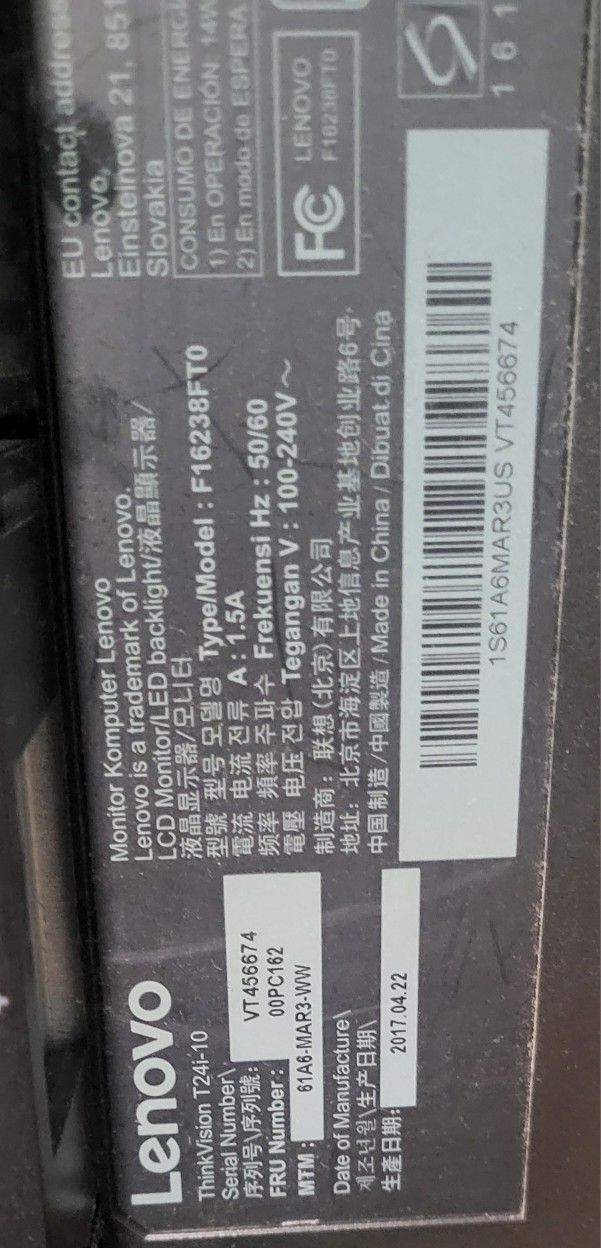 Lenovo
ThinkVision T24i-10
Serial Number\
序列号\序列號: VT456674
FRU Number: 00PC162
MTM: 61A6-MAR3-WW
Date of Manufacture\
제조년월\生产日期\
生產日期: 2017.04.22
Monitor Komputer Lenovo
Lenovo is a trademark of Lenovo.
LCD Monitor/LED backlight/液晶顯示器/
液晶显示器/모니터
型號 型号 모델명 Type/Model : F16238FT0
電流 电流 전류 A : 1.5A
频率 頻率 주파수 Frekuensi Hz : 50/60
電壓 电压 전압 Tegangan V : 100-240V～
制造商: 联想(北京)有限公司
地址: 北京市海淀区上地信息产业基地创业路6号.
中国制造/中國製造/Made in China/Dibuat di Cina
1S61A6MAR3US VT456674
EU contact address
Lenovo,
Einsteinova 21, 851
Slovakia
CONSUMO DE ENERGÍA
1) En OPERACIÓN: 14W
2) En modo de ESPERA
FC LENOVO
F16238FT0
161